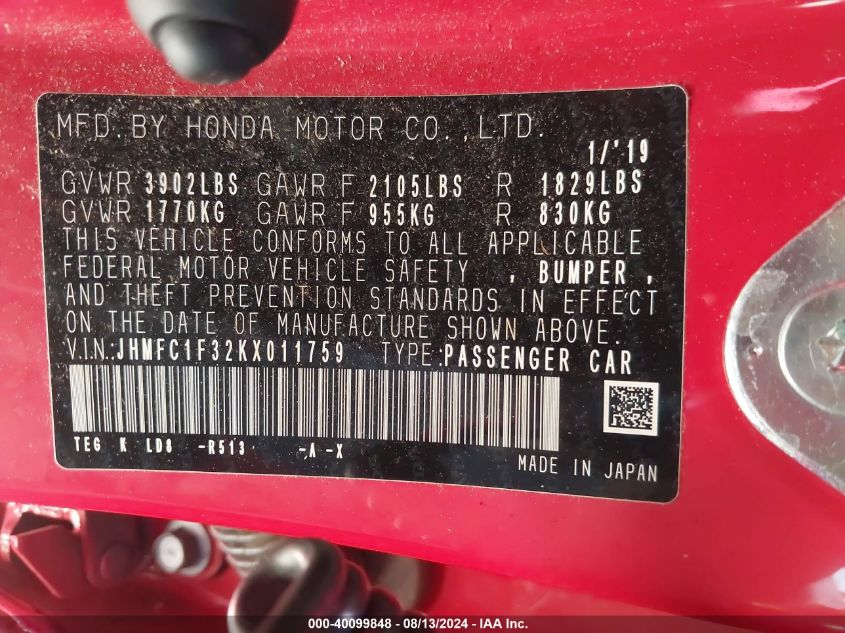 MFD. BY HONDA MOTOR CO., LTD.
1/'19
GVWR 3902LBS GAWR F 2105LBS R 1829LBS
GVWR 1770KG GAWR F 955KG R 830KG
THIS VEHICLE CONFORMS TO ALL APPLICABLE
FEDERAL MOTOR VEHICLE SAFETY , BUMPER ,
AND THEFT PREVENTION STANDARDS IN EFFECT
ON THE DATE OF MANUFACTURE SHOWN ABOVE.
V.I.N.:JHMFC1F32KX011759 TYPE:PASSENGER CAR
TEG K LD8 -R513 -A -X
MADE IN JAPAN
000-40099848 - 08/13/2024 - IAA Inc.